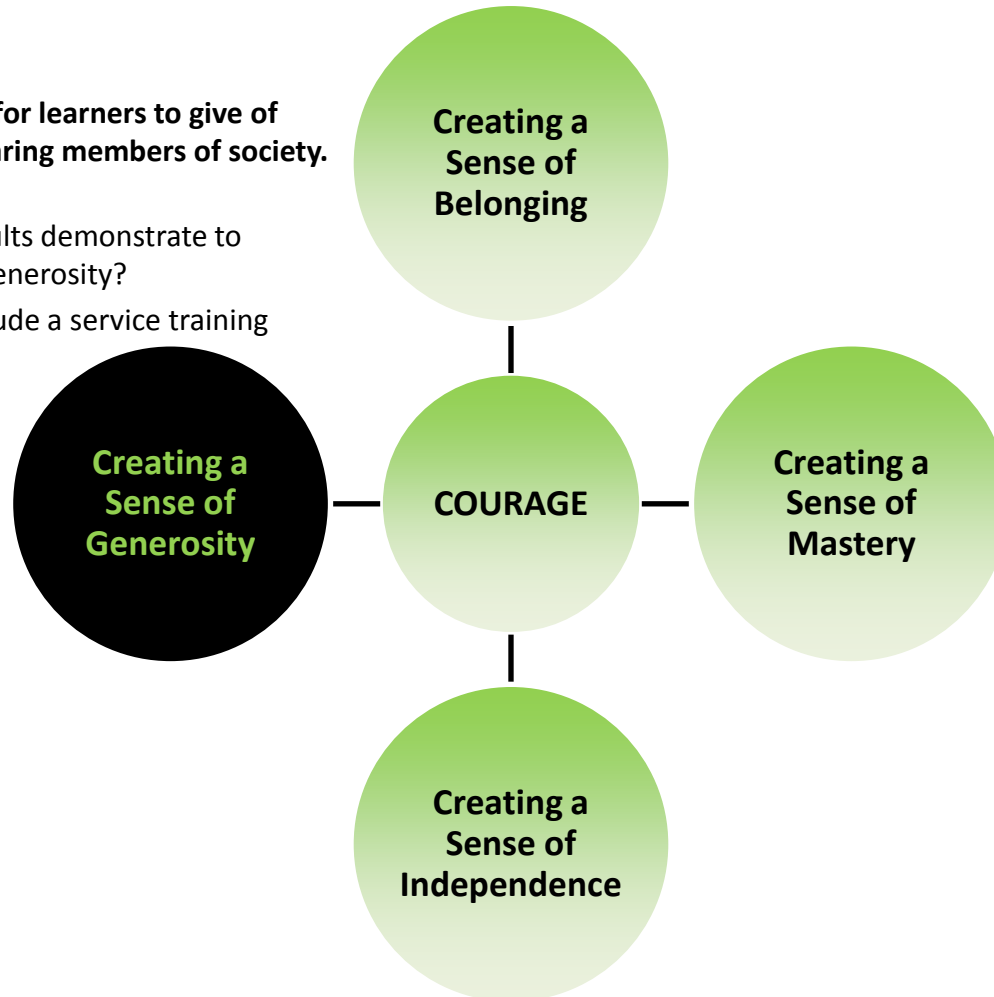 for learners to give of
aring members of society.
ults demonstrate to
enerosity?
ude a service training
Creating a
Sense of
Belonging
Creating a
Sense of
Generosity
COURAGE
Creating a
Sense of
Mastery
Creating a
Sense of
Independence